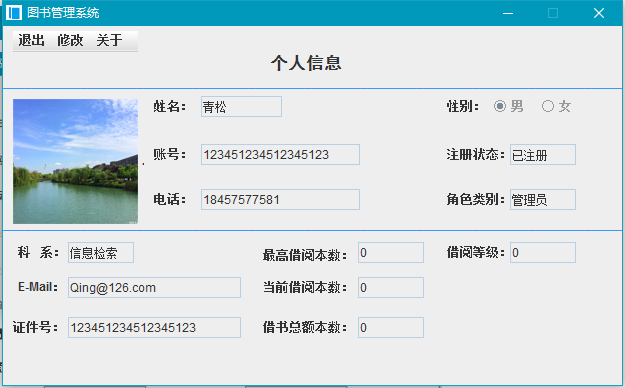 图书管理系统
退出 修改 关于
个人信息
姓名: 青松 性别: 男 女
账号: 123451234512345123 注册状态: 已注册
电话: 18457577581 角色类别: 管理员
科 系: 信息检索 最高借阅本数: 0 借阅等级: 0
E-Mail: Qing@126.com 当前借阅本数: 0
证件号: 123451234512345123 借书总额本数: 0